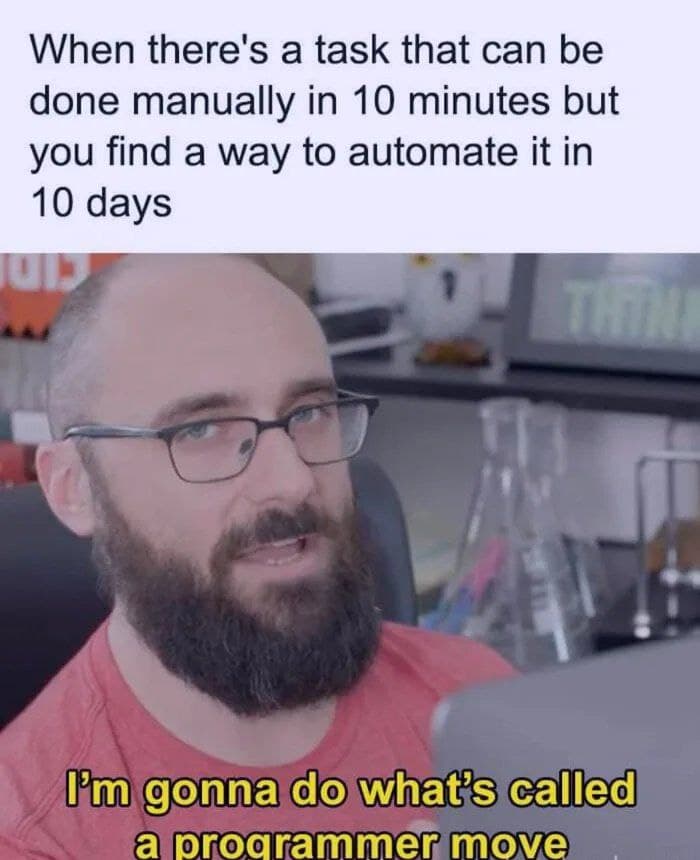 When there's a task that can be
done manually in 10 minutes but
you find a way to automate it in
10 days
THINK
I'm gonna do what's called
a programmer move